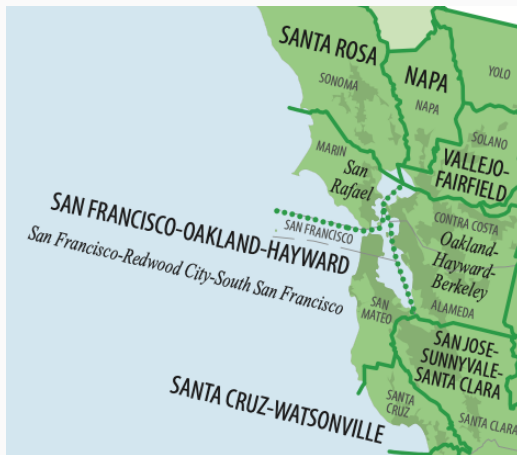 SANTA ROSA
SONOMA
NAPA
NAPA
YOLO
SOLANO
VALLEJO-
FAIRFIELD
MARIN
San
Rafael
SAN FRANCISCO-OAKLAND-HAYWARD
San Francisco-Redwood City-South San Francisco
SAN FRANCISCO
CONTRA COSTA
Oakland-
Hayward-
Berkeley
ALAMEDA
SAN
MATEO
SAN JOSE-
SUNNYVALE-
SANTA CLARA
SANTA CRUZ-WATSONVILLE
SANTA
CRUZ
SANTA CLARA